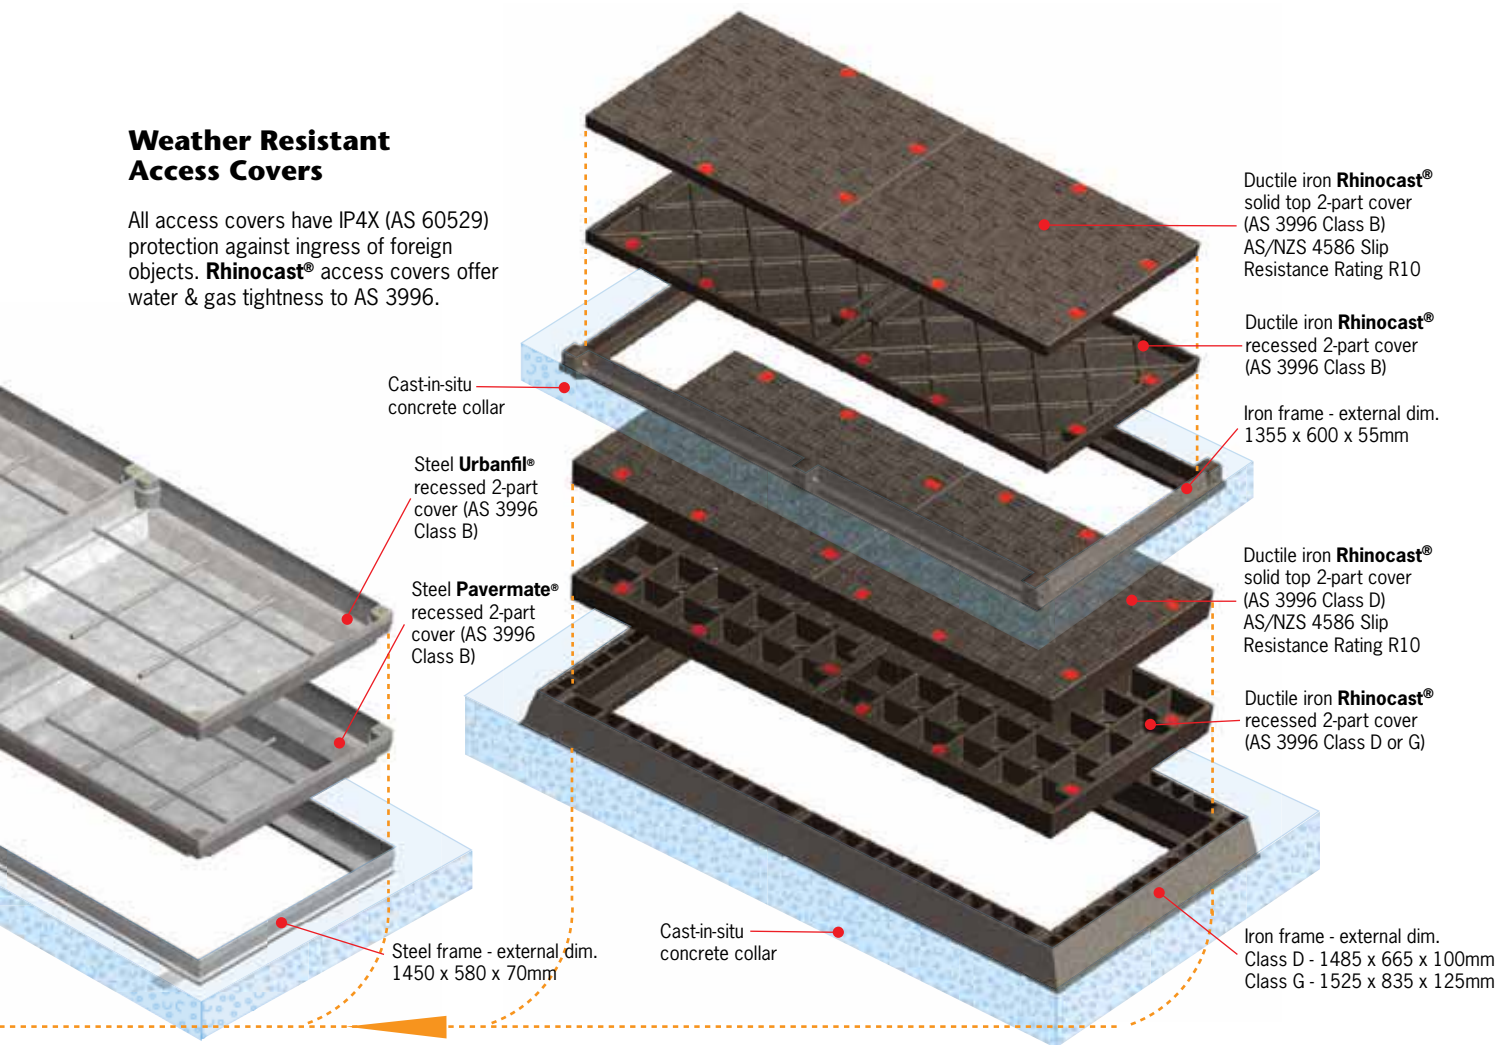 Weather Resistant
Access Covers
All access covers have IP4X (AS 60529)
protection against ingress of foreign
objects. Rhinocast® access covers offer
water & gas tightness to AS 3996.
Cast-in-situ
concrete collar
Steel Urbanfil®
recessed 2-part
cover (AS 3996
Class B)
Steel Pavermate®
recessed 2-part
cover (AS 3996
Class B)
Steel frame - external dim.
1450 x 580 x 70mm
Ductile iron Rhinocast®
solid top 2-part cover
(AS 3996 Class B)
AS/NZS 4586 Slip
Resistance Rating R10
Ductile iron Rhinocast®
recessed 2-part cover
(AS 3996 Class B)
Iron frame - external dim.
1355 x 600 x 55mm
Ductile iron Rhinocast®
solid top 2-part cover
(AS 3996 Class D)
AS/NZS 4586 Slip
Resistance Rating R10
Ductile iron Rhinocast®
recessed 2-part cover
(AS 3996 Class D or G)
Cast-in-situ
concrete collar
Iron frame - external dim.
Class D - 1485 x 665 x 100mm
Class G - 1525 x 835 x 125mm